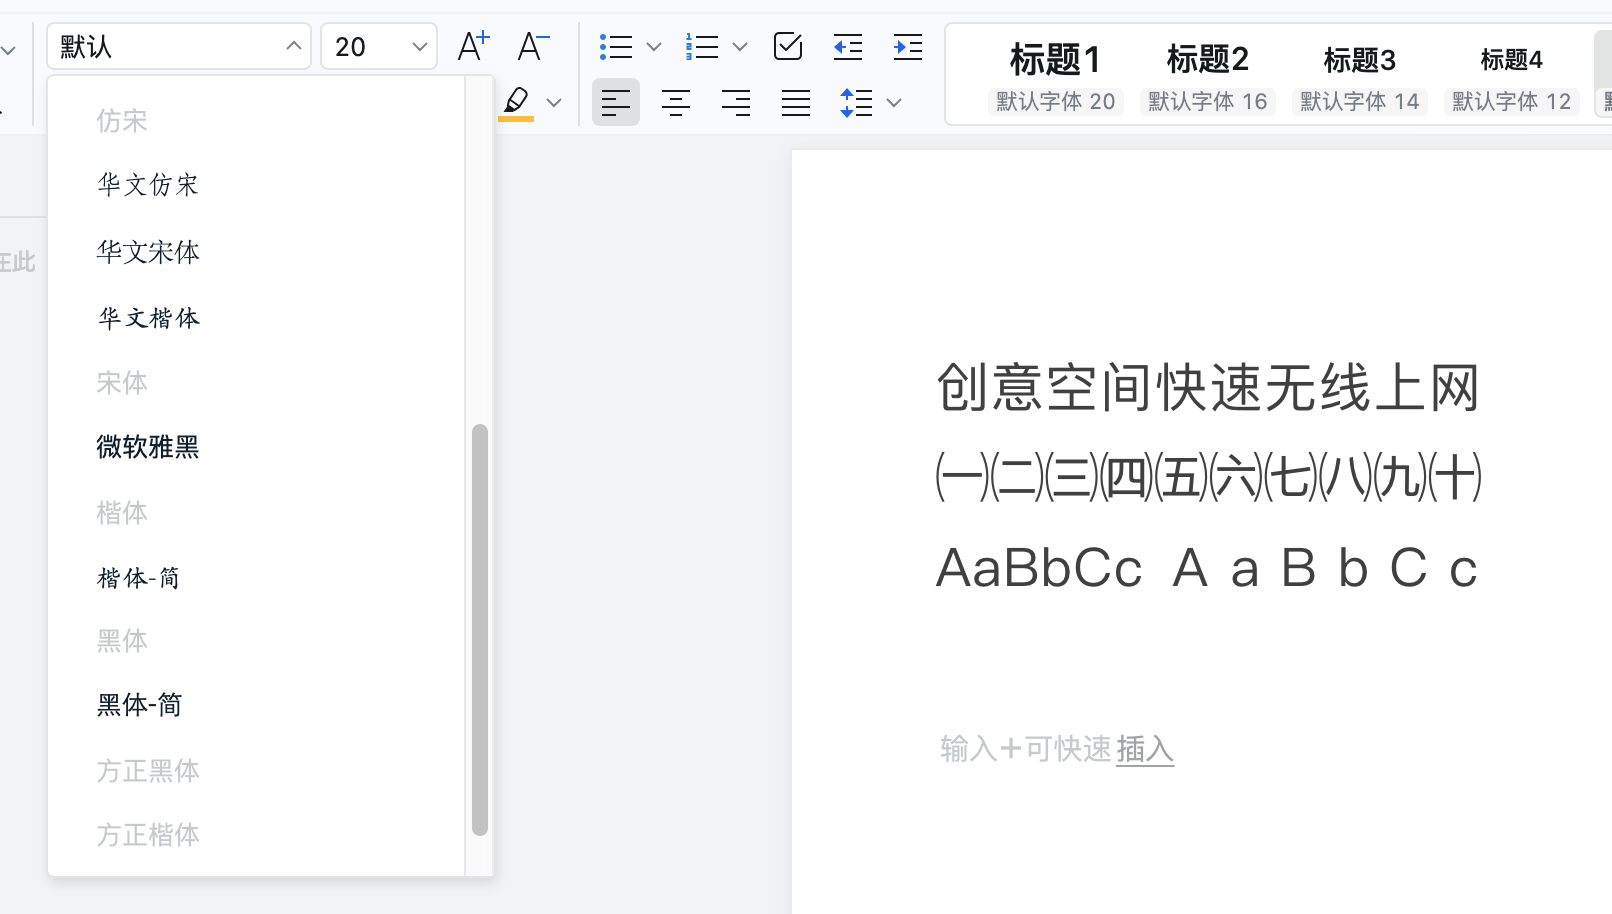 默认
20
A+
A-
标题1
默认字体 20
标题2
默认字体 16
标题3
默认字体 14
标题4
默认字体 12
在此
仿宋
华文仿宋
华文宋体
华文楷体
宋体
微软雅黑
楷体
楷体-简
黑体
黑体-简
方正黑体
方正楷体
创意空间快速无线上网
㈠㈡㈢㈣㈤㈥㈦㈧㈨㈩
AaBbCc A a B b C c
输入+可快速插入